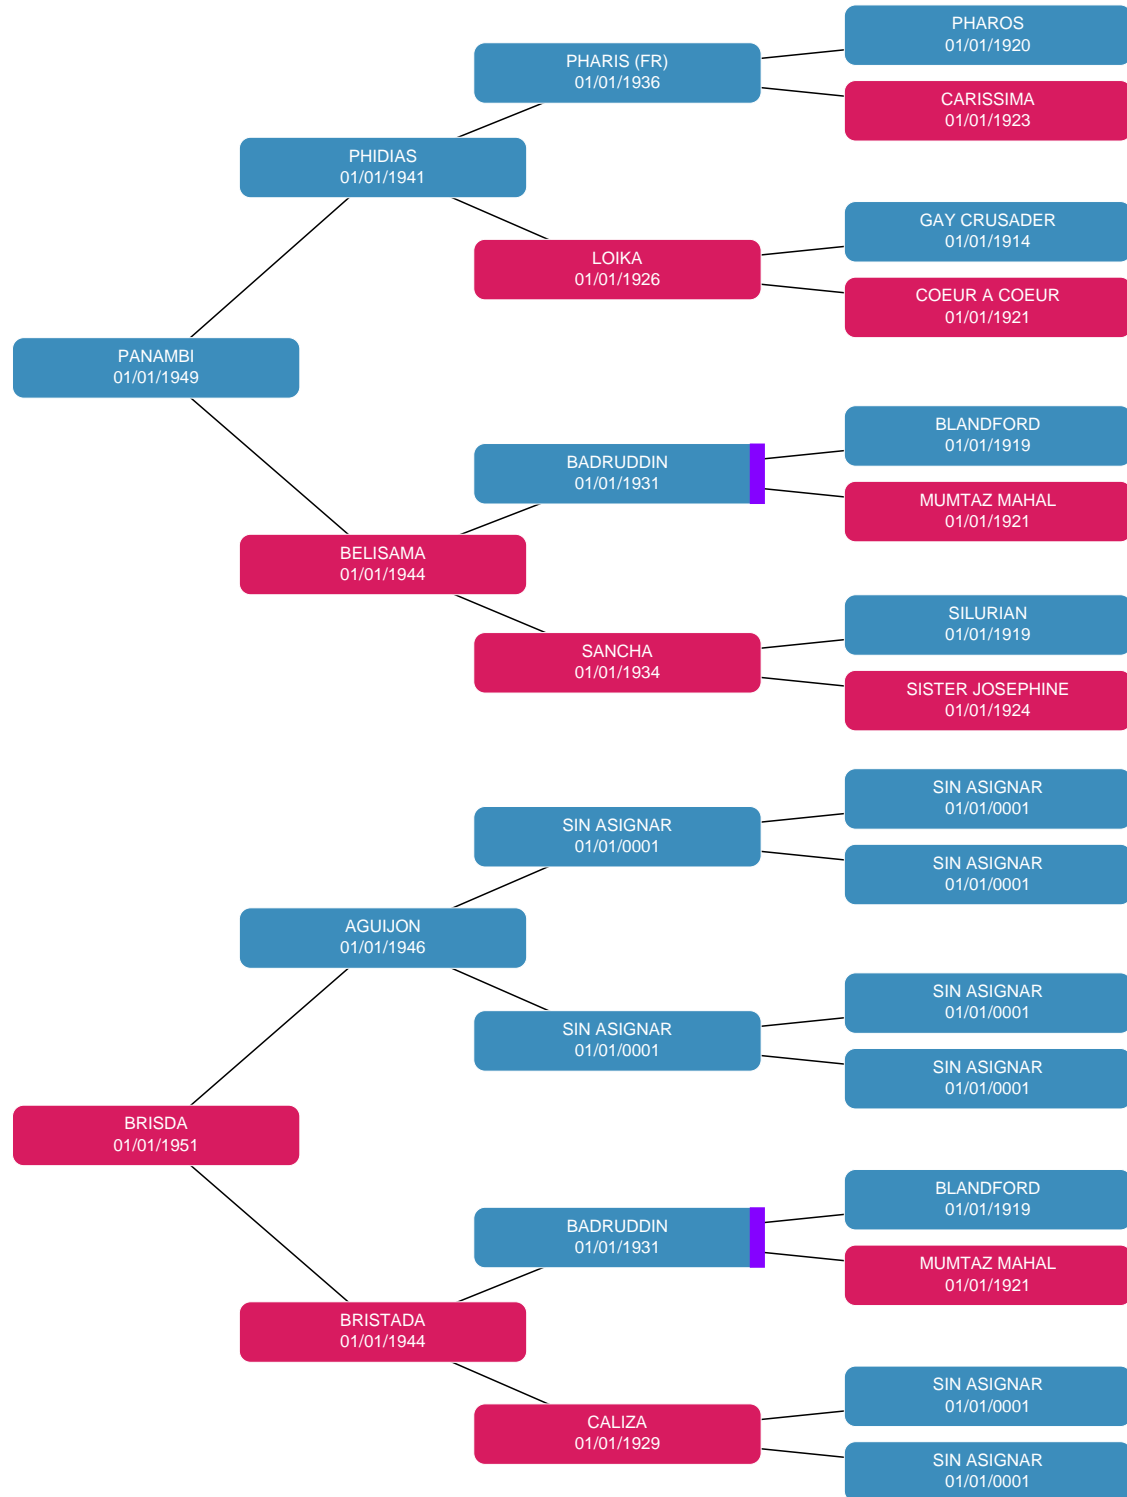 PHAROS
01/01/1920
PHARIS (FR)
01/01/1936
CARISSIMA
01/01/1923
PHIDIAS
01/01/1941
GAY CRUSADER
01/01/1914
LOIKA
01/01/1926
COEUR A COEUR
01/01/1921
PANAMBI
01/01/1949
BLANDFORD
01/01/1919
BADRUDDIN
01/01/1931
MUMTAZ MAHAL
01/01/1921
BELISAMA
01/01/1944
SILURIAN
01/01/1919
SANCHA
01/01/1934
SISTER JOSEPHINE
01/01/1924
SIN ASIGNAR
01/01/0001
SIN ASIGNAR
01/01/0001
SIN ASIGNAR
01/01/0001
AGUIJON
01/01/1946
SIN ASIGNAR
01/01/0001
SIN ASIGNAR
01/01/0001
SIN ASIGNAR
01/01/0001
BRISDA
01/01/1951
BLANDFORD
01/01/1919
BADRUDDIN
01/01/1931
MUMTAZ MAHAL
01/01/1921
BRISTADA
01/01/1944
SIN ASIGNAR
01/01/0001
CALIZA
01/01/1929
SIN ASIGNAR
01/01/0001